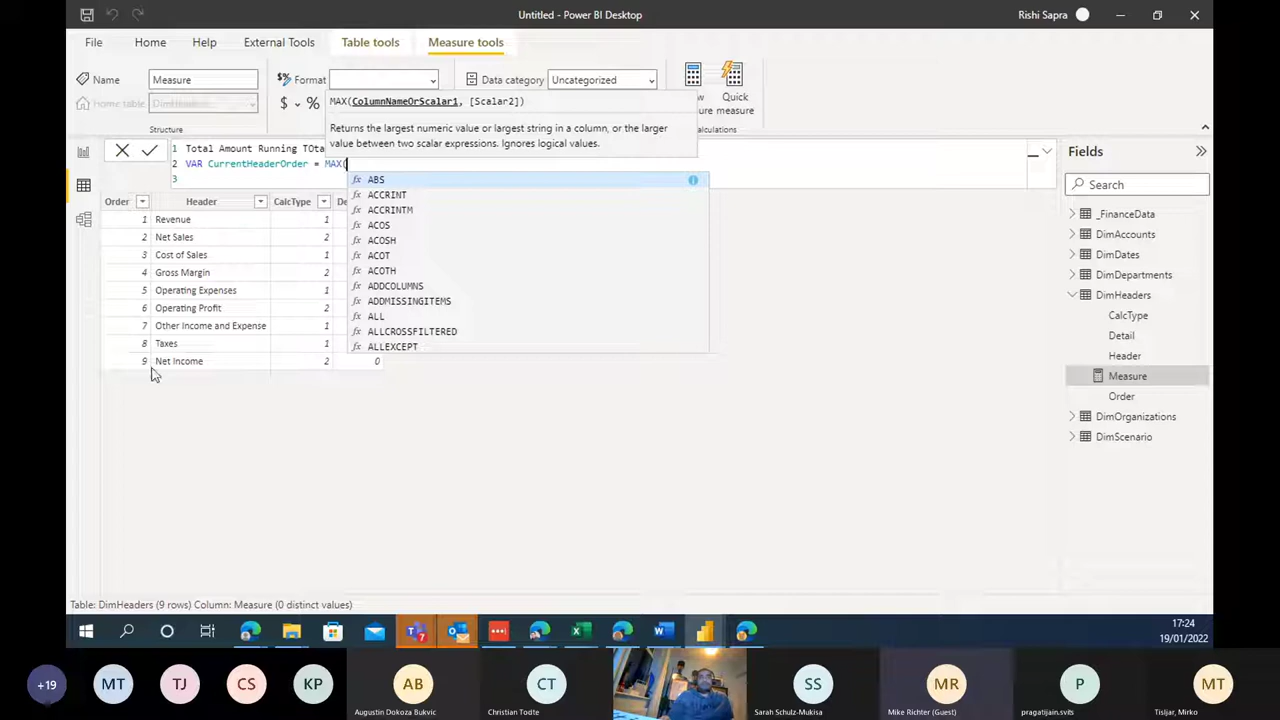 Untitled - Power BI Desktop
Rishi Sapra
File
Home
Help
External Tools
Table tools
Measure tools
Name
Measure
Home table
DimHeaders
Structure
Format
$
%
Data category
Uncategorized
Quick
measure
MAX(ColumnNameOrScalar1, [Scalar2])
Returns the largest numeric value or largest string in a column, or the larger
value between two scalar expressions. Ignores logical values.
1 Total Amount Running TOta
2 VAR CurrentHeaderOrder = MAX(
3
ABS
ACCRINT
ACCRINTM
ACOS
ACOSH
ACOT
ACOTH
ADDCOLUMNS
ADDMISSINGITEMS
ALL
ALLCROSSFILTERED
ALLEXCEPT
Order Header CalcType De
1 Revenue 1
2 Net Sales 2
3 Cost of Sales 1
4 Gross Margin 2
5 Operating Expenses 1
6 Operating Profit 2
7 Other Income and Expense 1
8 Taxes 1
9 Net Income 2 0
Fields
Search
_FinanceData
DimAccounts
DimDates
DimDepartments
DimHeaders
CalcType
Detail
Header
Measure
Order
DimOrganizations
DimScenario
Table: DimHeaders (9 rows) Column: Measure (0 distinct values)
17:24
19/01/2022
+19
MT
TJ
CS
KP
AB
Augustin Dokoza Bukvic
CT
Christian Todte
SS
Sarah Schulz-Mukisa
MR
Mike Richter (Guest)
P
pragatijain.svits
MT
Tisljar, Mirko